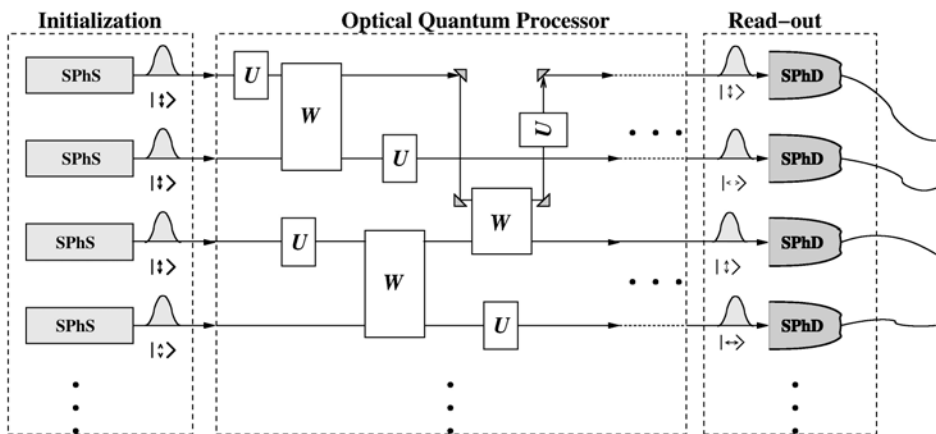 Initialization Optical Quantum Processor Read-out
SPhS |↕> U W U |↕> SPhD
SPhS |↕> U |<·> SPhD
SPhS |↕> U W W |↕> SPhD
SPhS |↕> U |↔> SPhD